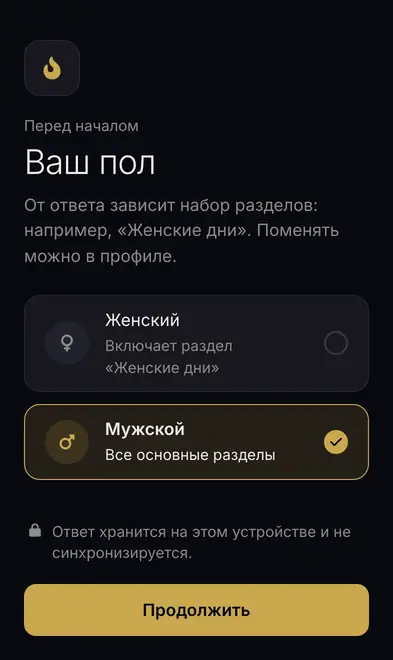 Перед началом
Ваш пол
От ответа зависит набор разделов:
например, «Женские дни». Поменять
можно в профиле.
Женский
Включает раздел
«Женские дни»
Мужской
Все основные разделы
Ответ хранится на этом устройстве и не
синхронизируется.
Продолжить